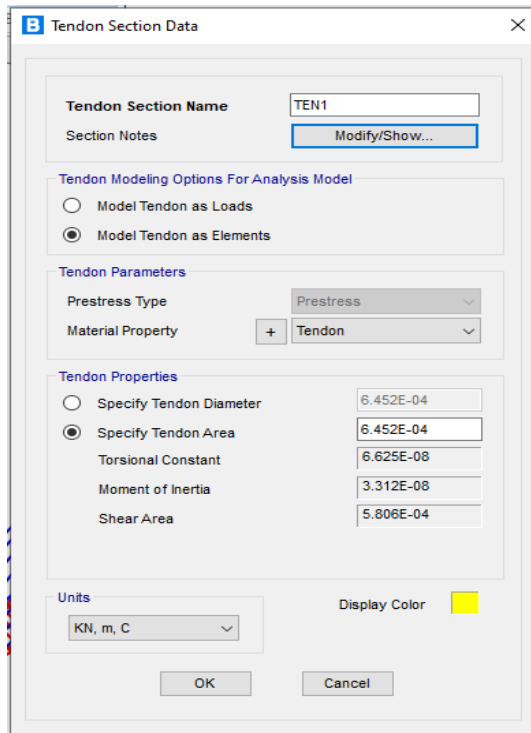 B Tendon Section Data
Tendon Section Name TEN1
Section Notes Modify/Show...
Tendon Modeling Options For Analysis Model
Model Tendon as Loads
Model Tendon as Elements
Tendon Parameters
Prestress Type Prestress
Material Property + Tendon
Tendon Properties
Specify Tendon Diameter 6.452E-04
Specify Tendon Area 6.452E-04
Torsional Constant 6.625E-08
Moment of Inertia 3.312E-08
Shear Area 5.806E-04
Units
Display Color
KN, m, C
OK Cancel